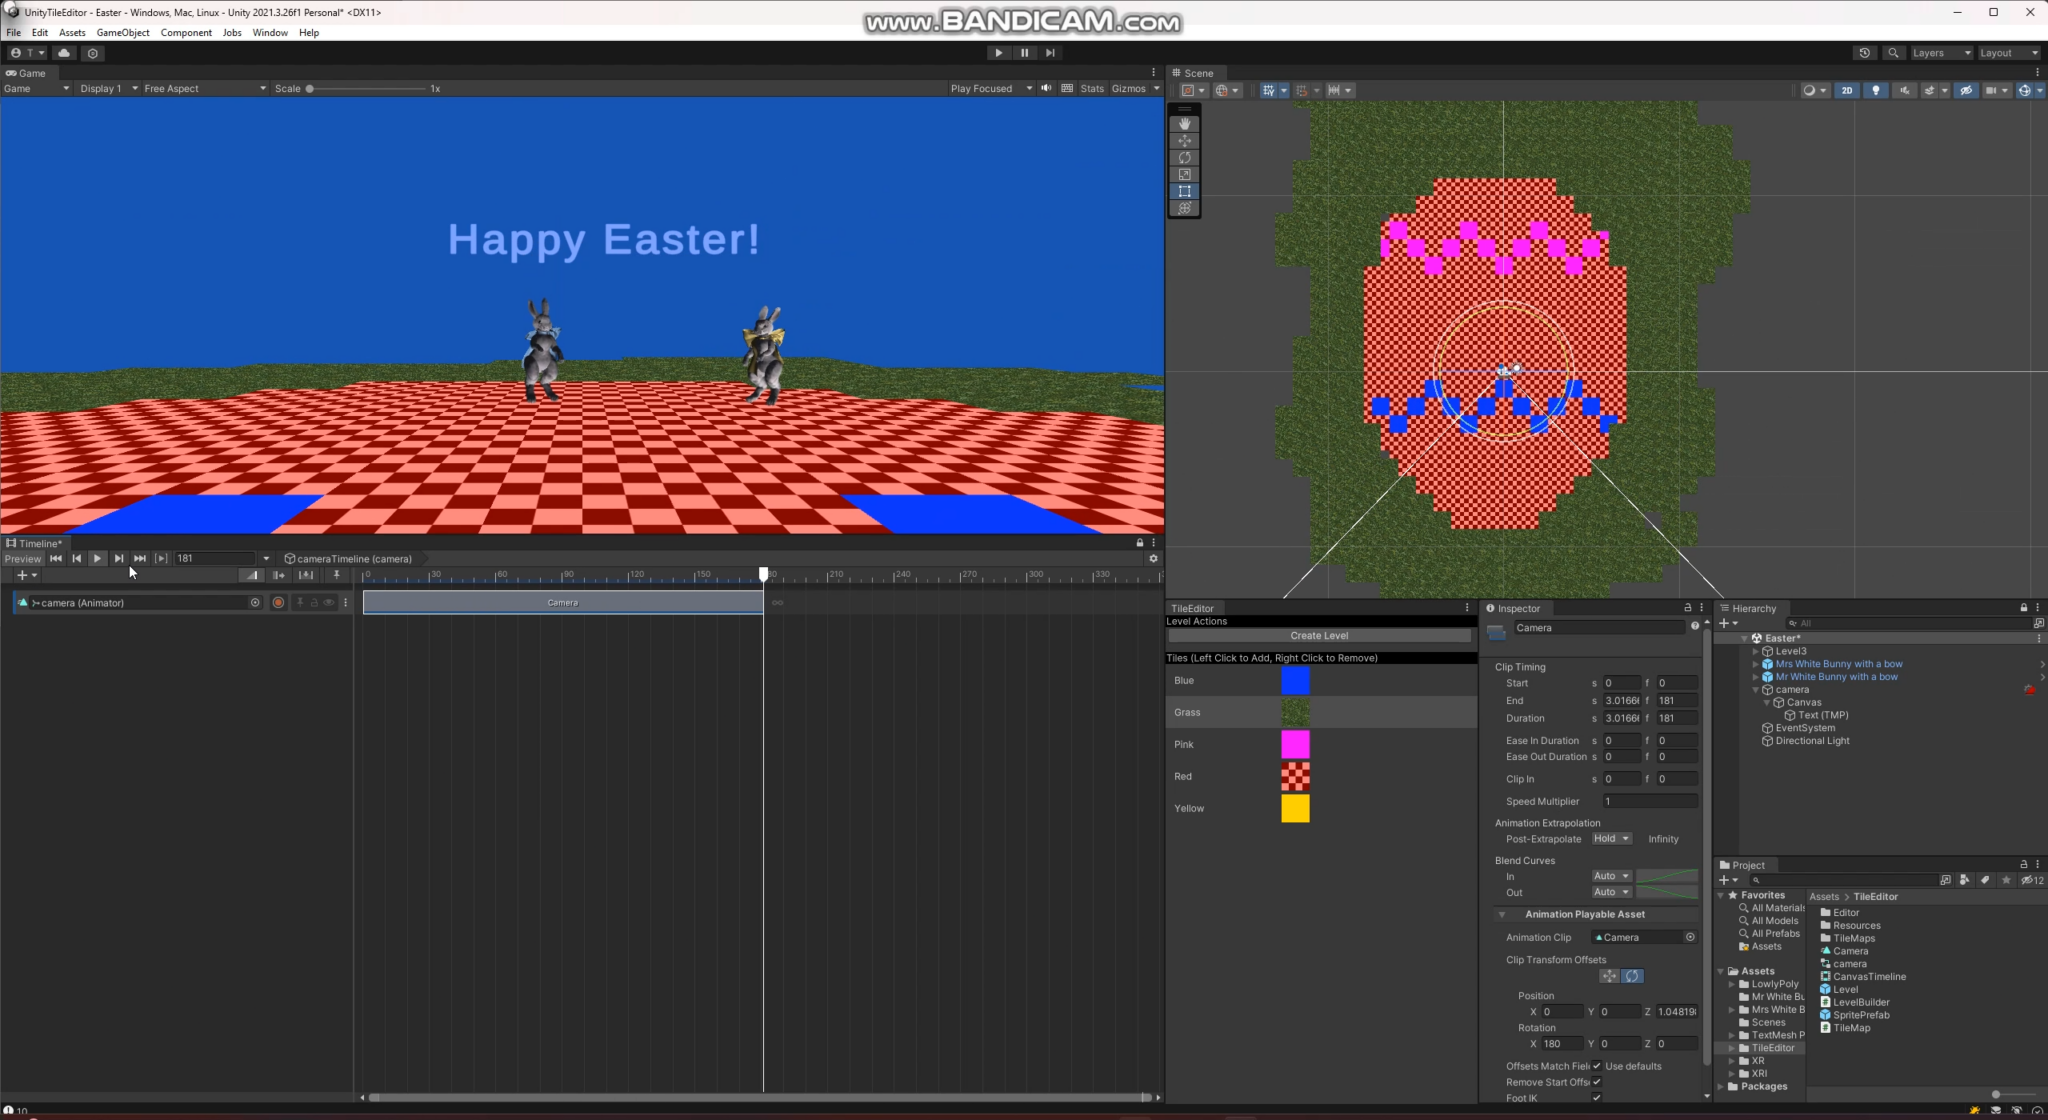 UnityTileEditor - Easter - Windows, Mac, Linux - Unity 2021.3.26f1 Personal* <DX11>
www.BANDICAM.com
File Edit Assets GameObject Component Jobs Window Help
T
Layers Layout
Game
Game Display 1 Free Aspect Scale 1x Play Focused Stats Gizmos
Happy Easter!
Scene
2D
Timeline*
Preview 181 cameraTimeline (camera)
0 30 60 90 120 150 210 240 270 300 330
camera (Animator)
Camera
TileEditor
Level Actions
Create Level
Tiles (Left Click to Add, Right Click to Remove)
Blue
Grass
Pink
Red
Yellow
Inspector
Camera
Clip Timing
Start s 0 f 0
End s 3.0166 f 181
Duration s 3.0166 f 181
Ease In Duration s 0 f 0
Ease Out Duration s 0 f 0
Clip In s 0 f 0
Speed Multiplier 1
Animation Extrapolation
Post-Extrapolate Hold Infinity
Blend Curves
In Auto
Out Auto
Animation Playable Asset
Animation Clip Camera
Clip Transform Offsets
Position
X 0 Y 0 Z 1.04819
Rotation
X 180 Y 0 Z 0
Offsets Match Fiel Use defaults
Remove Start Offs
Foot IK
Hierarchy
All
Easter*
Level3
Mrs White Bunny with a bow
Mr White Bunny with a bow
camera
Canvas
Text (TMP)
EventSystem
Directional Light
Project
12
Favorites
All Materials
All Models
All Prefabs
Assets
Assets
LowlyPoly
Mr White Bu
Mrs White B
Scenes
TextMesh P
TileEditor
XR
XRI
Packages
Assets > TileEditor
Editor
Resources
TileMaps
Camera
camera
CanvasTimeline
Level
LevelBuilder
SpritePrefab
TileMap
10